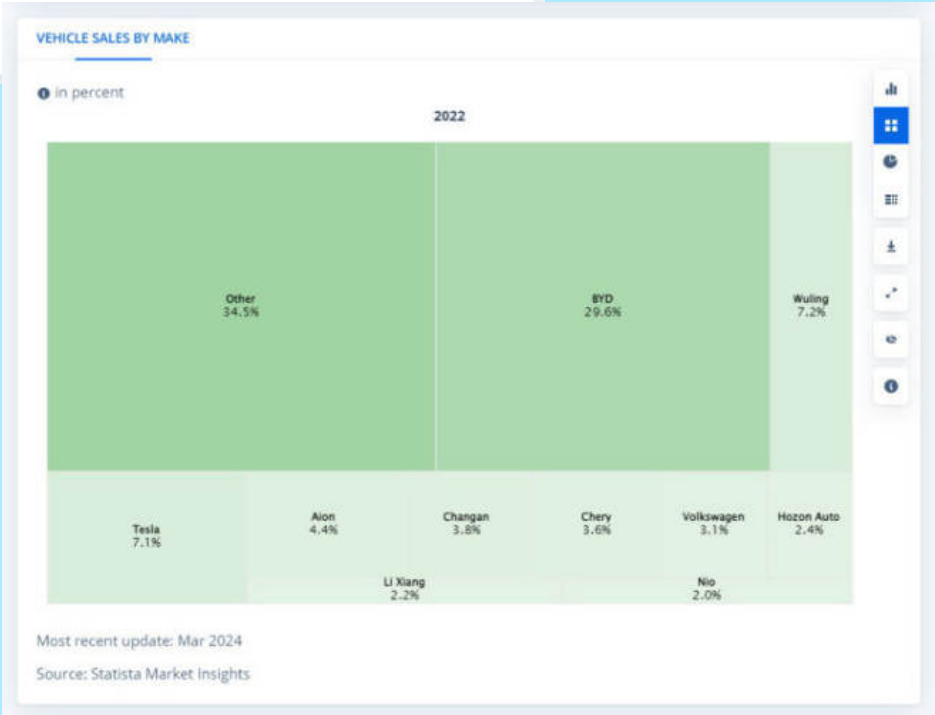 VEHICLE SALES BY MAKE
in percent
2022
Other
34.5%
BYD
29.6%
Wuling
7.2%
Tesla
7.1%
Aion
4.4%
Changan
3.8%
Chery
3.6%
Volkswagen
3.1%
Hozon Auto
2.4%
Li Xiang
2.2%
Nio
2.0%
Most recent update: Mar 2024
Source: Statista Market Insights